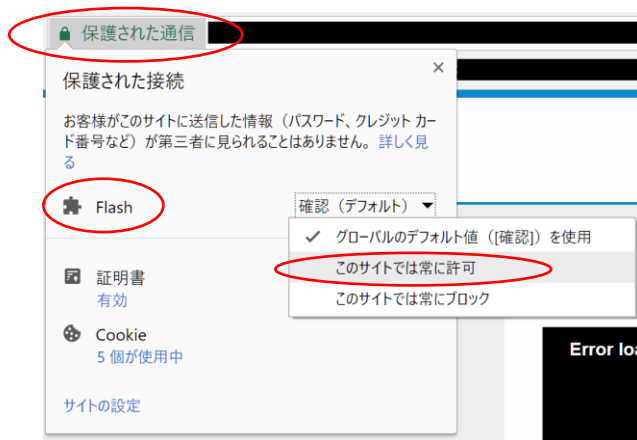 保護された通信
保護された接続
×
お客様がこのサイトに送信した情報（パスワード、クレジット カー
ド番号など）が第三者に見られることはありません。 詳しく見
る
Flash
確認（デフォルト）
グローバルのデフォルト値（[確認]）を使用
このサイトでは常に許可
このサイトでは常にブロック
証明書
有効
Cookie
5 個が使用中
サイトの設定
Error loa